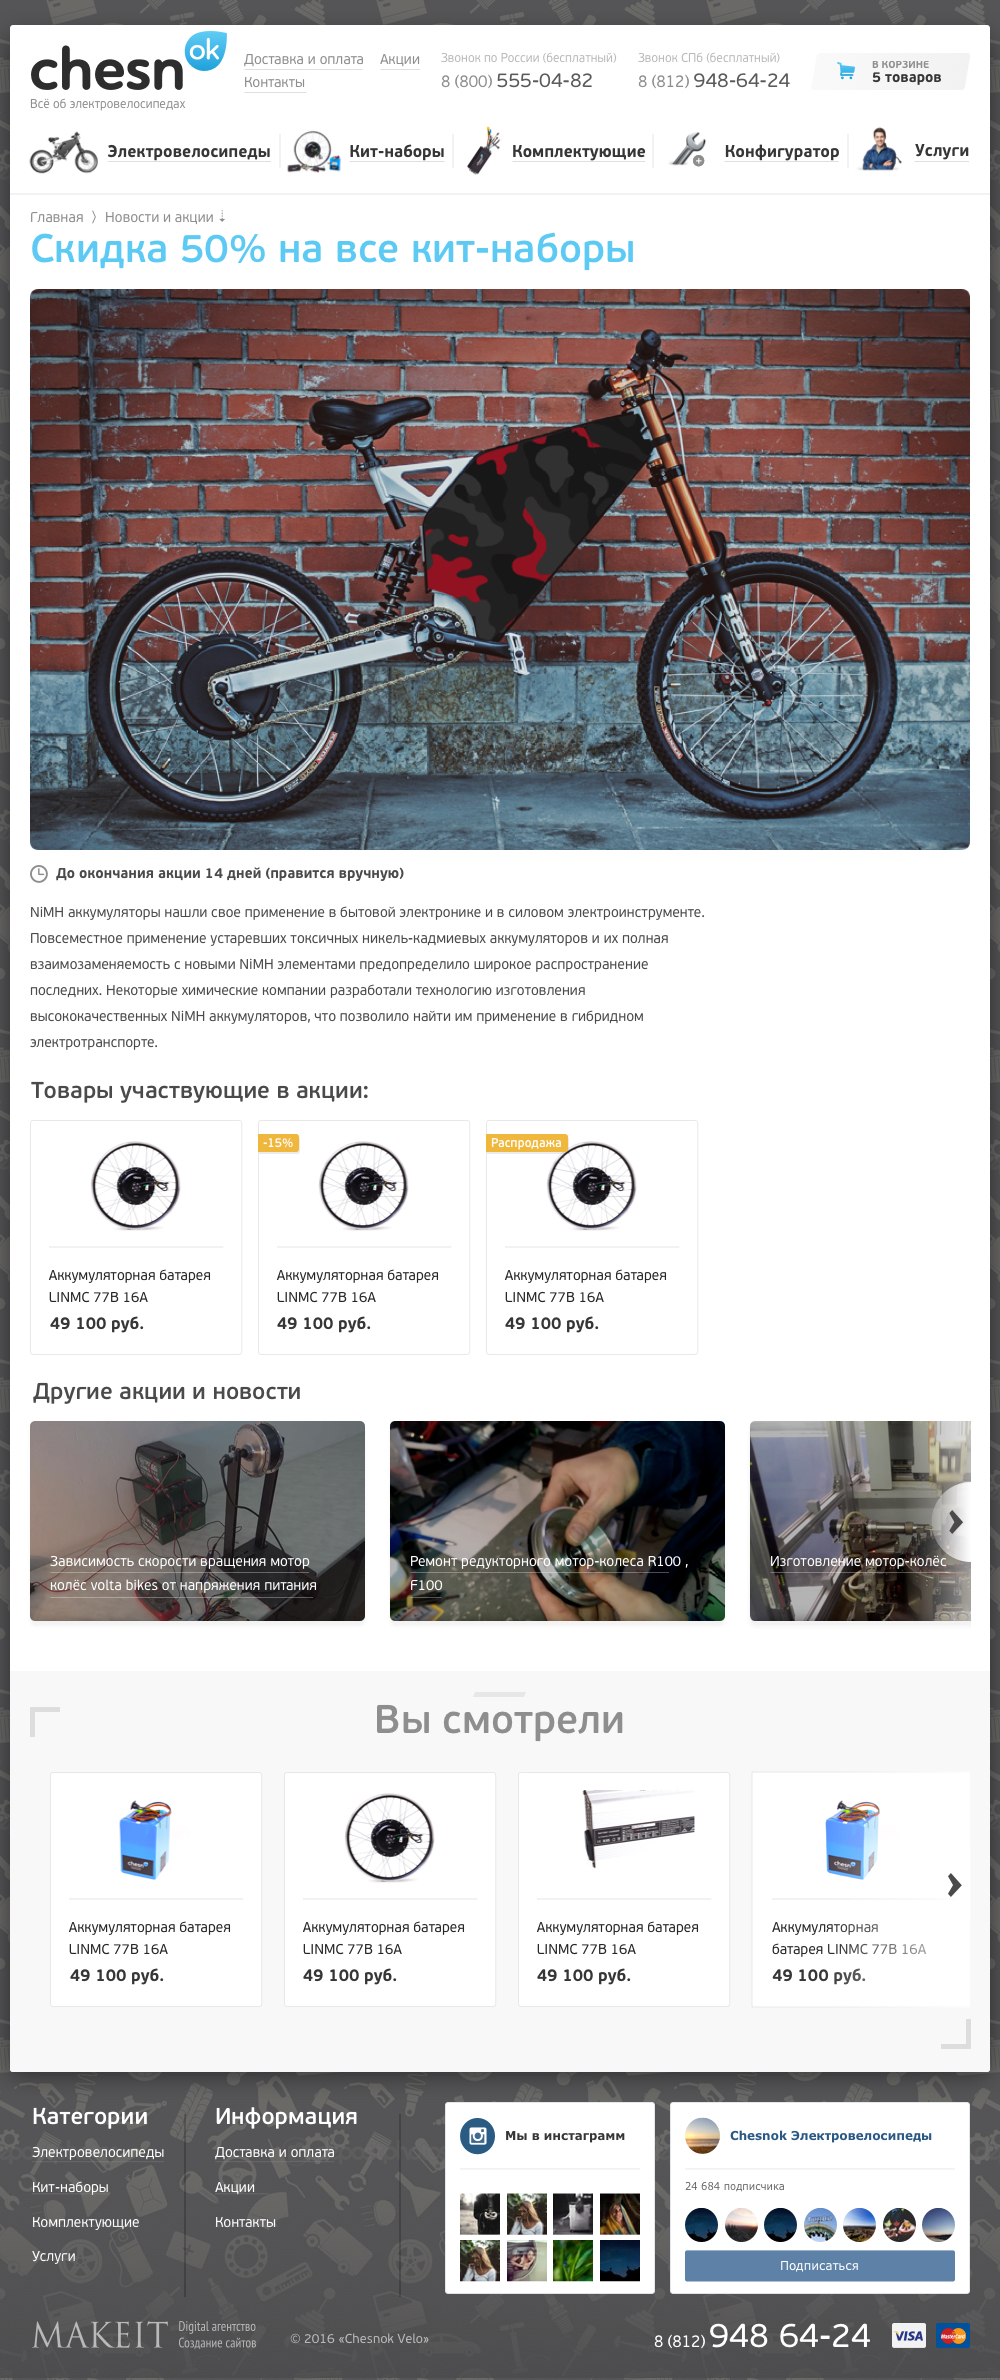 chesn ok
Всё об электровелосипедах
Доставка и оплата Акции
Контакты
Звонок по России (бесплатный)
8 (800) 555-04-82
Звонок СПб (бесплатный)
8 (812) 948-64-24
В КОРЗИНЕ
5 товаров
Электровелосипеды Кит-наборы Комплектующие Конфигуратор Услуги
Главная Новости и акции
Скидка 50% на все кит-наборы
До окончания акции 14 дней (правится вручную)
NiMH аккумуляторы нашли свое применение в бытовой электронике и в силовом электроинструменте.
Повсеместное применение устаревших токсичных никель-кадмиевых аккумуляторов и их полная
взаимозаменяемость с новыми NiMH элементами предопределило широкое распространение
последних. Некоторые химические компании разработали технологию изготовления
высококачественных NiMH аккумуляторов, что позволило найти им применение в гибридном
электротранспорте.
Товары участвующие в акции:
Аккумуляторная батарея
LINMC 77В 16А
49 100 руб.
-15%
Аккумуляторная батарея
LINMC 77В 16А
49 100 руб.
Распродажа
Аккумуляторная батарея
LINMC 77В 16А
49 100 руб.
Другие акции и новости
Зависимость скорости вращения мотор
колёс volta bikes от напряжения питания
Ремонт редукторного мотор-колеса R100 ,
F100
Изготовление мотор-колёс
Вы смотрели
chesn
Аккумуляторная батарея
LINMC 77В 16А
49 100 руб.
Аккумуляторная батарея
LINMC 77В 16А
49 100 руб.
Аккумуляторная батарея
LINMC 77В 16А
49 100 руб.
chesn
Аккумуляторная
батарея LINMC 77В 16А
49 100 руб.
Категории
Электровелосипеды
Кит-наборы
Комплектующие
Услуги
Информация
Доставка и оплата
Акции
Контакты
Мы в инстаграмм
Chesnok Электровелосипеды
24 684 подписчика
Подписаться
MAKEIT
Digital агентство
Создание сайтов
© 2016 «Chesnok Velo»
8 (812) 948 64-24
VISA
MasterCard